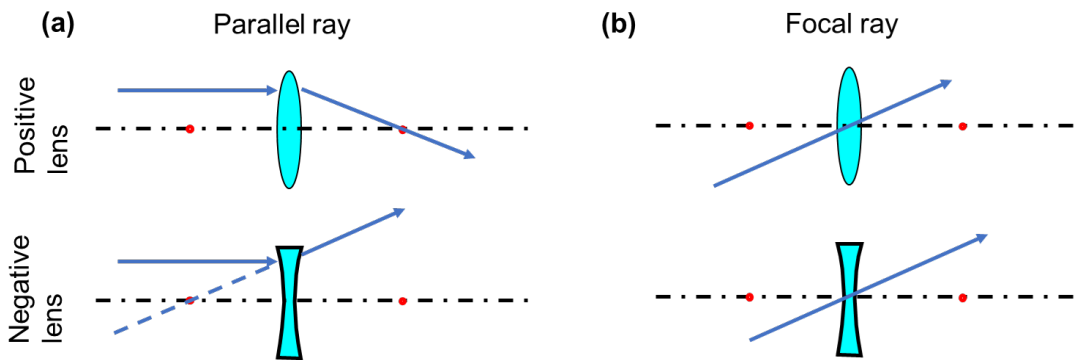 (a)
Parallel ray
(b)
Focal ray
Positive
lens
Negative
lens